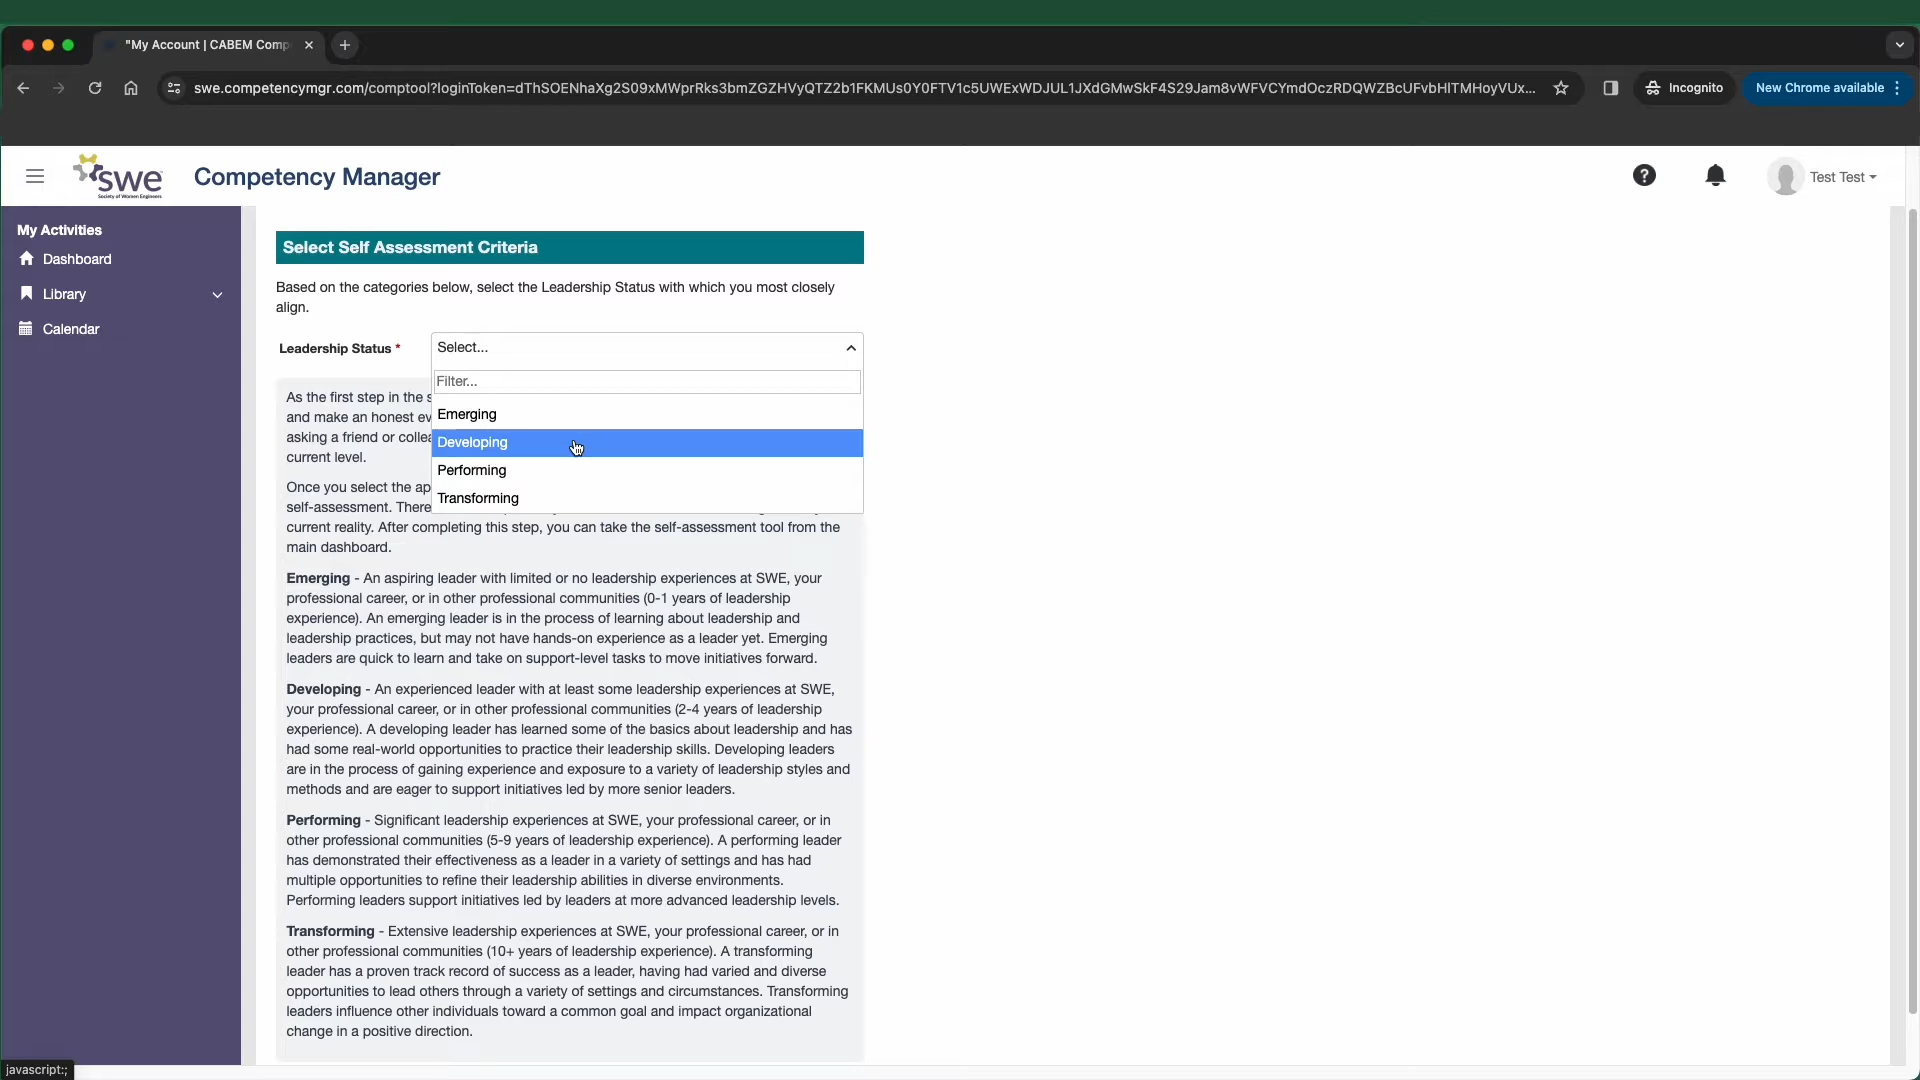 "My Account | CABEM Comp
swe.competencymgr.com/comptool?loginToken=dThSOENhaXg2S09xMWprRks3bmZGZHVyQTZ2b1FKMUs0Y0FTV1c5UWExWDJUL1JXdGMwSkF4S29Jam8vWFVCYmdOczRDQWZBcUFvbHlTMHoyVUx...
Incognito
New Chrome available
swe
Society of Women Engineers
Competency Manager
?
Test Test
My Activities
Dashboard
Library
Calendar
Select Self Assessment Criteria
Based on the categories below, select the Leadership Status with which you most closely
align.
Leadership Status *
Select...
Filter...
Emerging
Developing
Performing
Transforming
As the first step in the s
and make an honest ev
asking a friend or collea
current level.
Once you select the ap
self-assessment. There
current reality. After completing this step, you can take the self-assessment tool from the
main dashboard.
Emerging - An aspiring leader with limited or no leadership experiences at SWE, your
professional career, or in other professional communities (0-1 years of leadership
experience). An emerging leader is in the process of learning about leadership and
leadership practices, but may not have hands-on experience as a leader yet. Emerging
leaders are quick to learn and take on support-level tasks to move initiatives forward.
Developing - An experienced leader with at least some leadership experiences at SWE,
your professional career, or in other professional communities (2-4 years of leadership
experience). A developing leader has learned some of the basics about leadership and has
had some real-world opportunities to practice their leadership skills. Developing leaders
are in the process of gaining experience and exposure to a variety of leadership styles and
methods and are eager to support initiatives led by more senior leaders.
Performing - Significant leadership experiences at SWE, your professional career, or in
other professional communities (5-9 years of leadership experience). A performing leader
has demonstrated their effectiveness as a leader in a variety of settings and has had
multiple opportunities to refine their leadership abilities in diverse environments.
Performing leaders support initiatives led by leaders at more advanced leadership levels.
Transforming - Extensive leadership experiences at SWE, your professional career, or in
other professional communities (10+ years of leadership experience). A transforming
leader has a proven track record of success as a leader, having had varied and diverse
opportunities to lead others through a variety of settings and circumstances. Transforming
leaders influence other individuals toward a common goal and impact organizational
change in a positive direction.
javascript:;